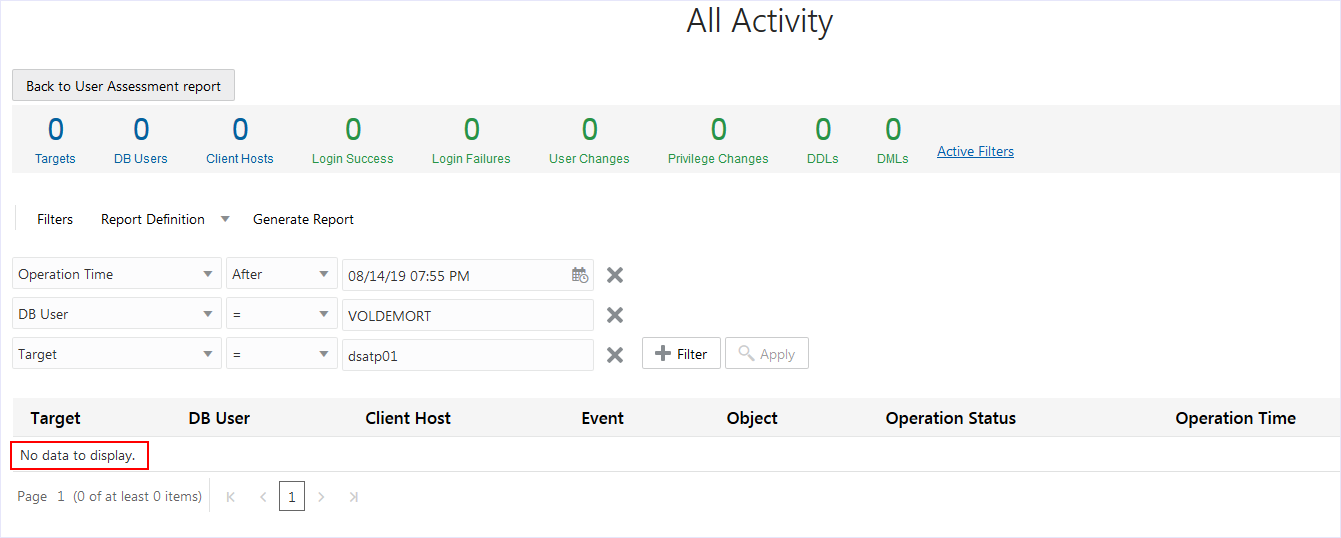 All Activity
Back to User Assessment report
0 0 0 0 0 0 0 0 0
Targets DB Users Client Hosts Login Success Login Failures User Changes Privilege Changes DDLs DMLs Active Filters
Filters Report Definition Generate Report
Operation Time After 08/14/19 07:55 PM
DB User = VOLDEMORT
Target = dsatp01 Filter Apply
Target DB User Client Host Event Object Operation Status Operation Time
No data to display.
Page 1 (0 of at least 0 items) 1